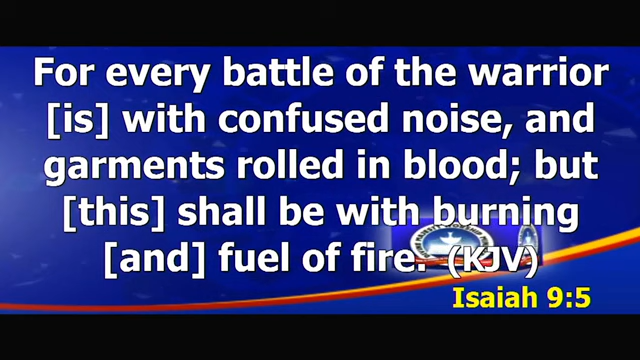 For every battle of the warrior
[is] with confused noise, and
garments rolled in blood; but
[this] shall be with burning
[and] fuel of fire.  (KJV)
Isaiah 9:5